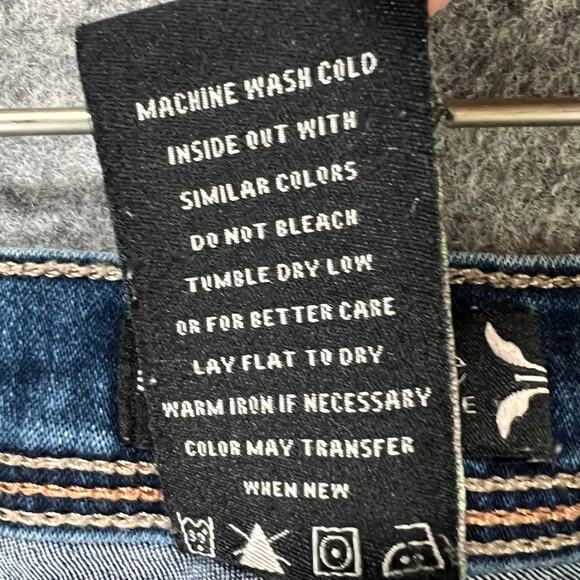 MACHINE WASH COLD
INSIDE OUT WITH
SIMILAR COLORS
DO NOT BLEACH
TUMBLE DRY LOW
OR FOR BETTER CARE
LAY FLAT TO DRY
WARM IRON IF NECESSARY
COLOR MAY TRANSFER
WHEN NEW